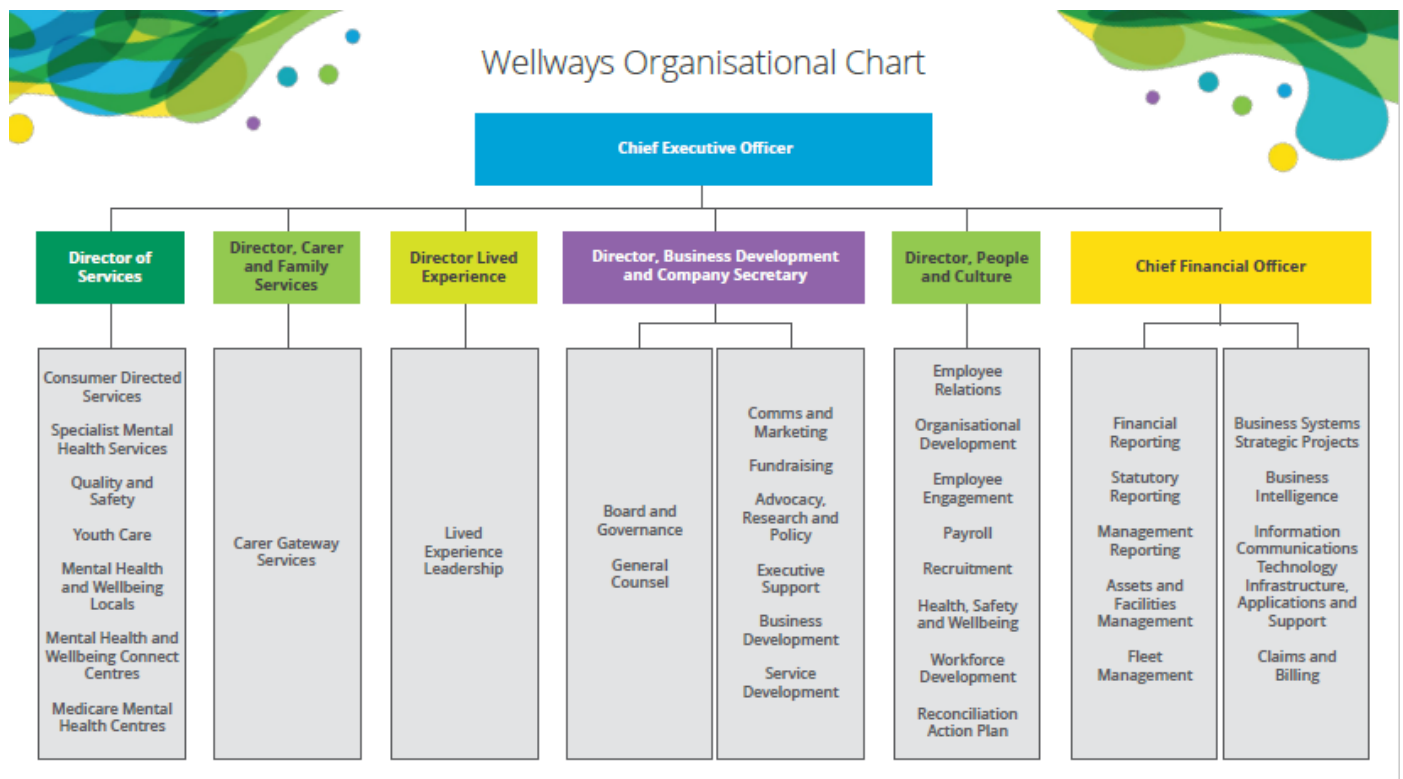 Wellways Organisational Chart
Chief Executive Officer
Director of
Services
Director, Carer
and Family
Services
Director Lived
Experience
Director, Business Development
and Company Secretary
Director, People
and Culture
Chief Financial Officer
Consumer Directed
Services
Specialist Mental
Health Services
Quality and
Safety
Youth Care
Mental Health
and Wellbeing
Locals
Mental Health and
Wellbeing Connect
Centres
Medicare Mental
Health Centres
Carer Gateway
Services
Lived
Experience
Leadership
Board and
Governance
General
Counsel
Comms and
Marketing
Fundraising
Advocacy,
Research and
Policy
Executive
Support
Business
Development
Service
Development
Employee
Relations
Organisational
Development
Employee
Engagement
Payroll
Recruitment
Health, Safety
and Wellbeing
Workforce
Development
Reconciliation
Action Plan
Financial
Reporting
Statutory
Reporting
Management
Reporting
Assets and
Facilities
Management
Fleet
Management
Business Systems
Strategic Projects
Business
Intelligence
Information
Communications
Technology
Infrastructure,
Applications and
Support
Claims and
Billing